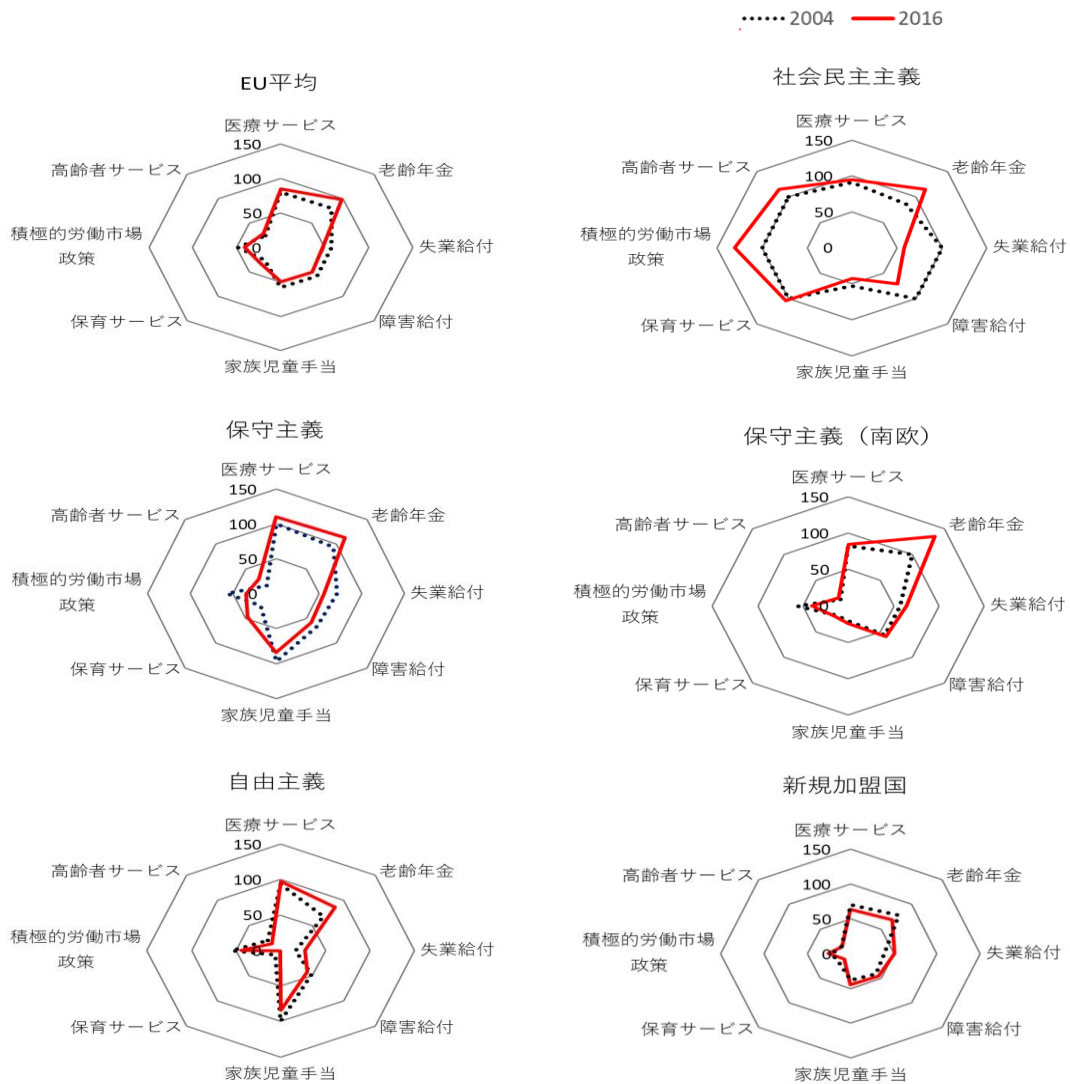 2004 2016
EU平均
医療サービス
150
高齢者サービス
老齢年金
100
50
積極的労働市場
政策
0
失業給付
保育サービス
障害給付
家族児童手当
社会民主主義
医療サービス
150
高齢者サービス
老齢年金
100
50
積極的労働市場
政策
0
失業給付
保育サービス
障害給付
家族児童手当
保守主義
医療サービス
150
高齢者サービス
老齢年金
100
50
積極的労働市場
政策
0
失業給付
保育サービス
障害給付
家族児童手当
保守主義（南欧）
医療サービス
150
高齢者サービス
老齢年金
100
50
積極的労働市場
政策
0
失業給付
保育サービス
障害給付
家族児童手当
自由主義
医療サービス
150
高齢者サービス
老齢年金
100
50
積極的労働市場
政策
0
失業給付
保育サービス
障害給付
家族児童手当
新規加盟国
医療サービス
150
高齢者サービス
老齢年金
100
50
積極的労働市場
政策
0
失業給付
保育サービス
障害給付
家族児童手当